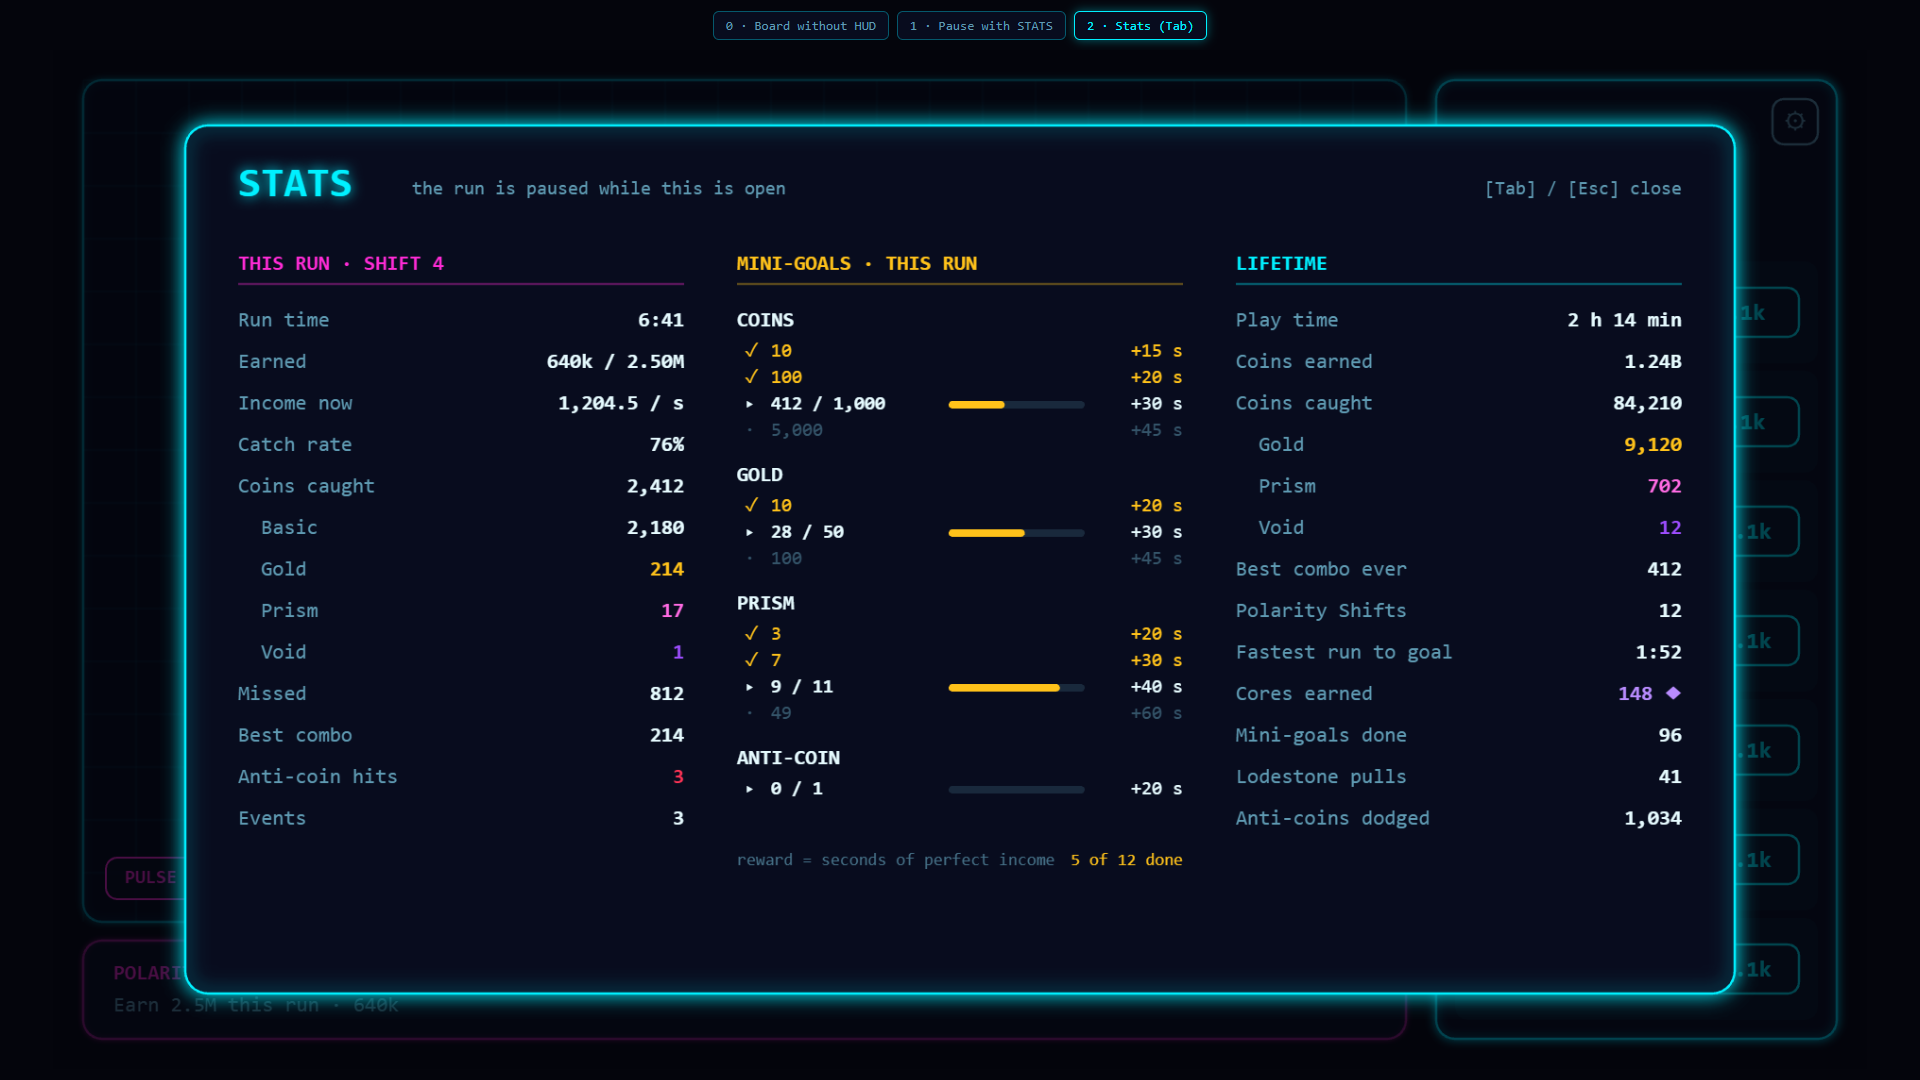 0 · Board without HUD
1 · Pause with STATS
2 · Stats (Tab)
STATS
the run is paused while this is open
[Tab] / [Esc] close
THIS RUN · SHIFT 4
Run time 6:41
Earned 640k / 2.50M
Income now 1,204.5 / s
Catch rate 76%
Coins caught 2,412
Basic 2,180
Gold 214
Prism 17
Void 1
Missed 812
Best combo 214
Anti-coin hits 3
Events 3
MINI-GOALS · THIS RUN
COINS
✓ 10 +15 s
✓ 100 +20 s
▸ 412 / 1,000 +30 s
· 5,000 +45 s
GOLD
✓ 10 +20 s
▸ 28 / 50 +30 s
· 100 +45 s
PRISM
✓ 3 +20 s
✓ 7 +30 s
▸ 9 / 11 +40 s
· 49 +60 s
ANTI-COIN
▸ 0 / 1 +20 s
reward = seconds of perfect income 5 of 12 done
LIFETIME
Play time 2 h 14 min
Coins earned 1.24B
Coins caught 84,210
Gold 9,120
Prism 702
Void 12
Best combo ever 412
Polarity Shifts 12
Fastest run to goal 1:52
Cores earned 148 ◆
Mini-goals done 96
Lodestone pulls 41
Anti-coins dodged 1,034
1k
1k
.1k
.1k
.1k
.1k
.1k
PULSE
POLARI
Earn 2.5M this run · 640k